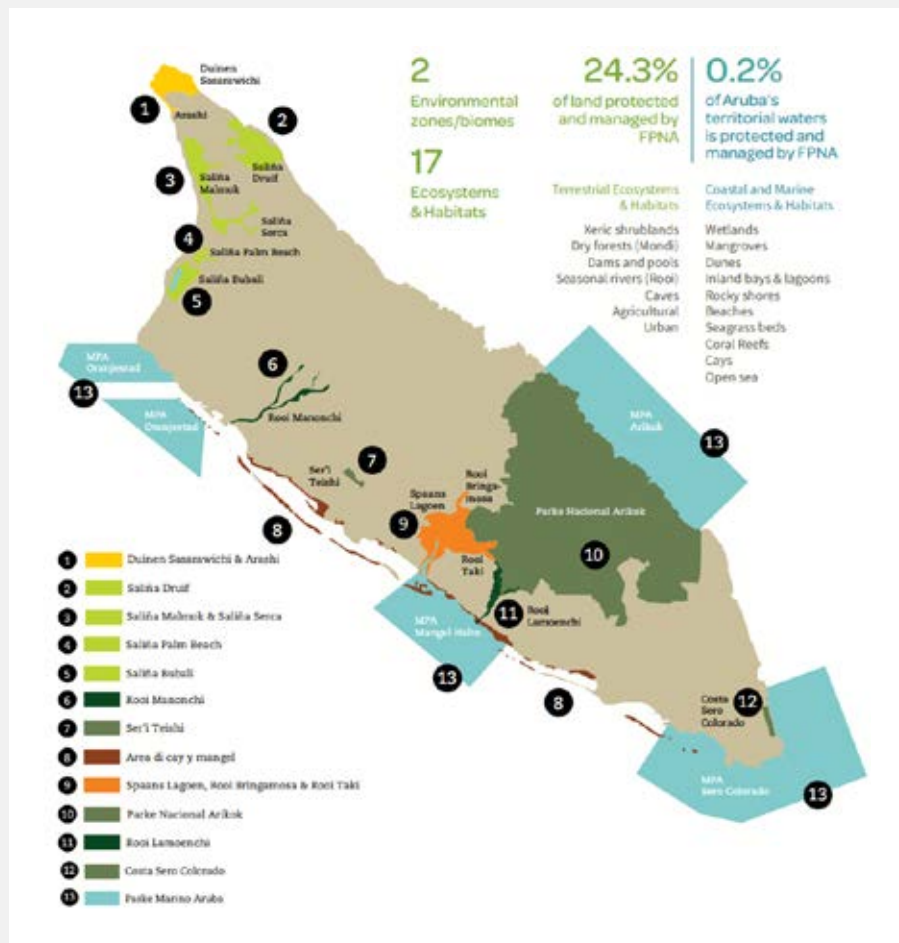 2
Environmental
zones/biomes
17
Ecosystems
& Habitats
24.3%
of land protected
and managed by
FPNA
0.2%
of Aruba's
territorial waters
is protected and
managed by FPNA
Terrestrial Ecosystems
& Habitats
Xeric shrublands
Dry forests (Mondi)
Dams and pools
Seasonal rivers (Rooi)
Caves
Agricultural
Urban
Coastal and Marine
Ecosystems & Habitats
Wetlands
Mangroves
Dunes
Inland bays & lagoons
Rocky shores
Beaches
Seagrass beds
Coral Reefs
Cays
Open sea
Duinen
Sasarawichi
1
Arashi
2
Saliña
Druif
3
Saliña
Malmok
Saliña
Serca
4
Saliña Palm Beach
Saliña Bubali
5
MPA
Oranjestad
13
MPA
Oranjestad
6
Rooi Manonchi
7
Ser'i
Teishi
8
Spaans
Lagoen
9
Rooi
Bringa-
mosa
Rooi
Taki
MPA
Arikok
13
Parke Nacional Arikok
10
11
Rooi
Lamoenchi
MPA
Mangel Halto
13
8
Costa
Sero
Colorado
12
MPA
Sero Colorado
13
1 Duinen Sasarawichi & Arashi
2 Saliña Druif
3 Saliña Malmok & Saliña Serca
4 Saliña Palm Beach
5 Saliña Bubali
6 Rooi Manonchi
7 Ser'i Teishi
8 Area di cay y mangel
9 Spaans Lagoen, Rooi Bringamosa & Rooi Taki
10 Parke Nacional Arikok
11 Rooi Lamoenchi
12 Costa Sero Colorado
13 Parke Marino Aruba